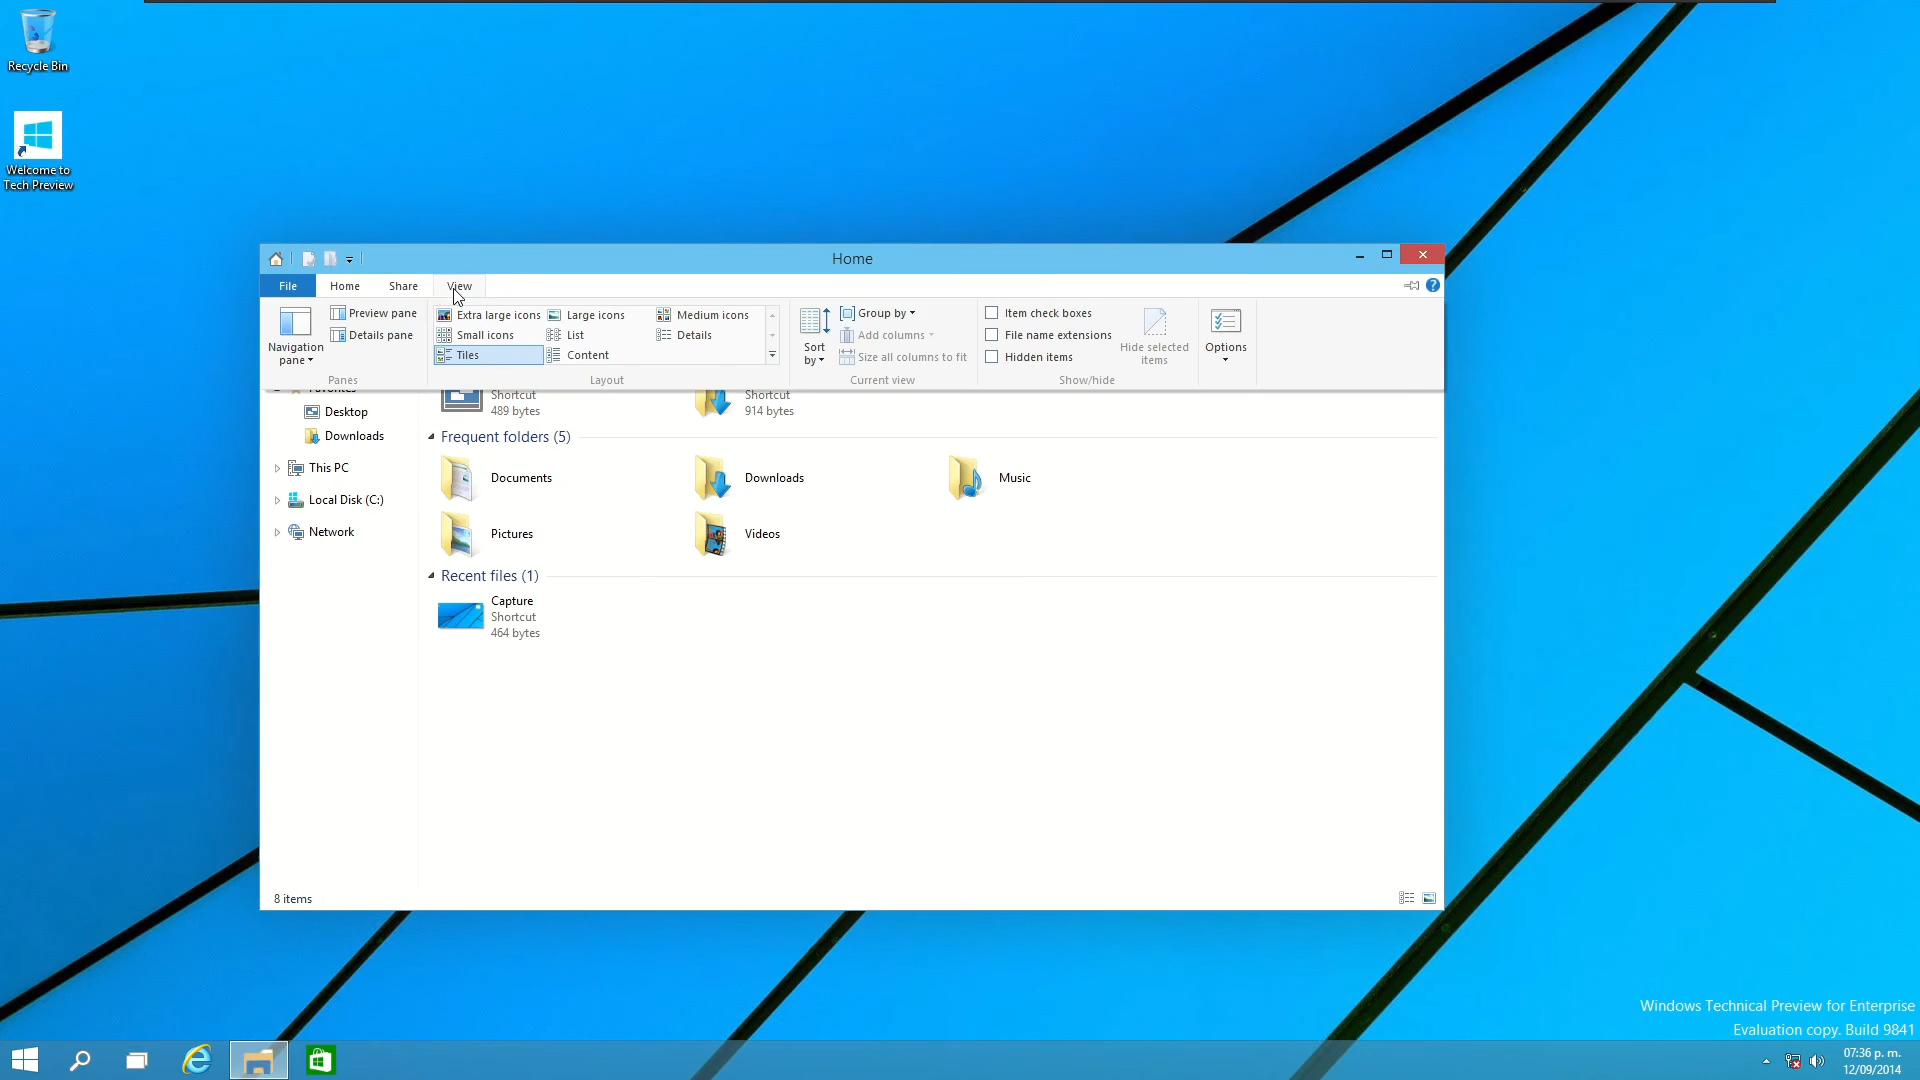 Recycle Bin
Welcome to
Tech Preview
Home
File
Home
Share
View
Navigation
pane
Preview pane
Details pane
Panes
Extra large icons
Large icons
Medium icons
Small icons
List
Details
Tiles
Content
Layout
Sort
by
Group by
Add columns
Size all columns to fit
Current view
Item check boxes
File name extensions
Hidden items
Hide selected
items
Show/hide
Options
Favorites
Desktop
Downloads
This PC
Local Disk (C:)
Network
Shortcut
489 bytes
Shortcut
914 bytes
Frequent folders (5)
Documents
Downloads
Music
Pictures
Videos
Recent files (1)
Capture
Shortcut
464 bytes
8 items
Windows Technical Preview for Enterprise
Evaluation copy. Build 9841
07:36 p. m.
12/09/2014